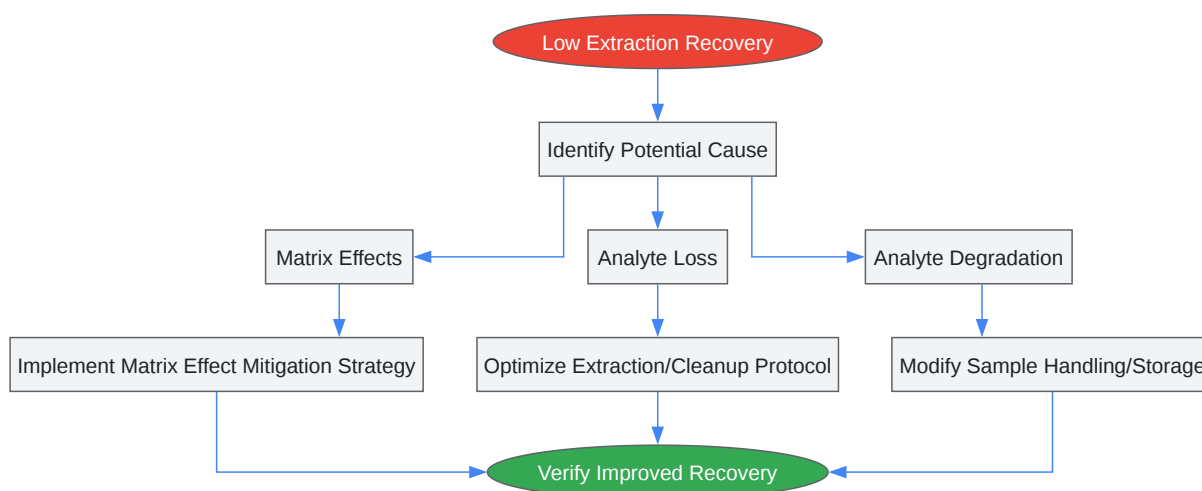 Low Extraction Recovery
Identify Potential Cause
Matrix Effects
Analyte Loss
Analyte Degradation
Implement Matrix Effect Mitigation Strategy
Optimize Extraction/Cleanup Protocol
Modify Sample Handling/Storage
Verify Improved Recovery